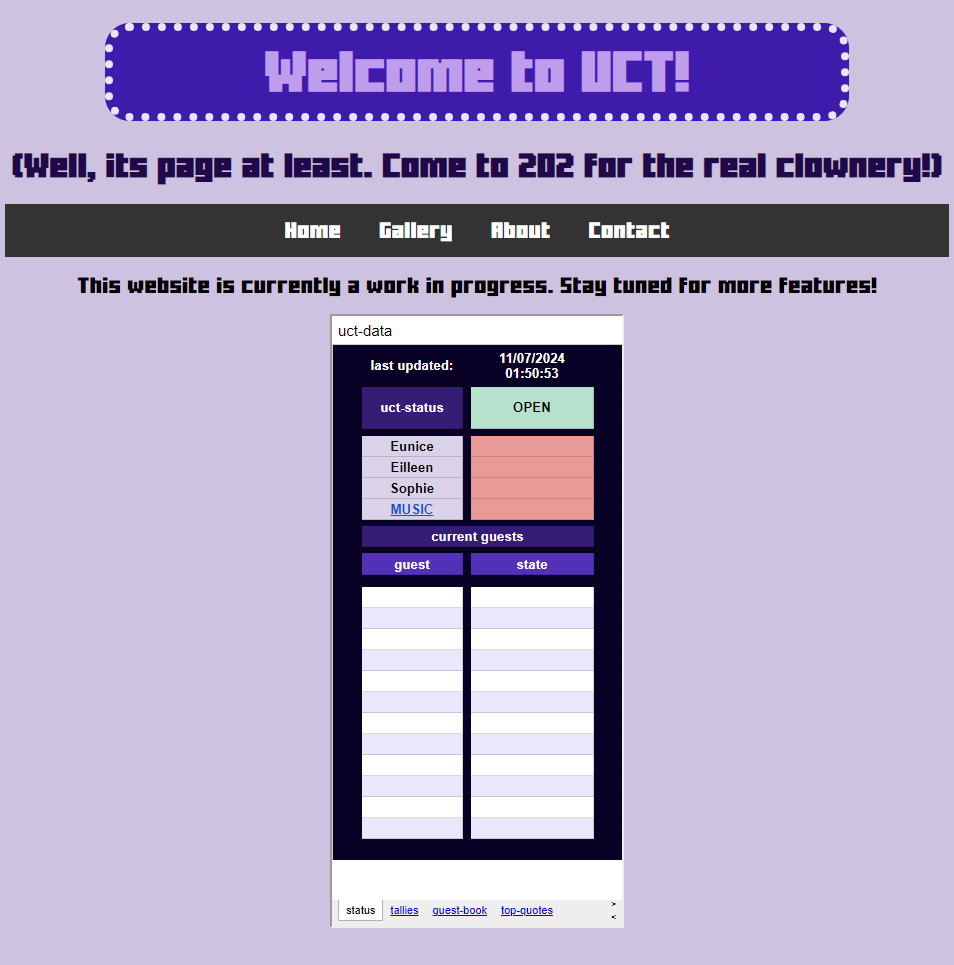 Welcome to UCT!
(Well, its page at least. Come to 202 for the real clownery!)
Home Gallery About Contact
This website is currently a work in progress. Stay tuned for more features!
uct-data
last updated: 11/07/2024 01:50:53
uct-status OPEN
Eunice
Eilleen
Sophie
MUSIC
current guests
guest state
status tallies guest-book top-quotes > <